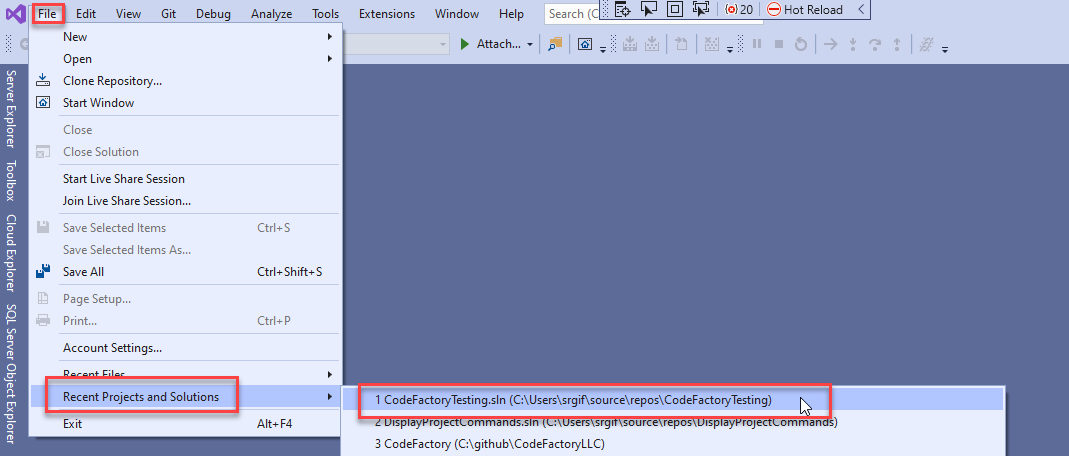 File Edit View Git Debug Analyze Tools Extensions Window Help Search (C 20 Hot Reload
Attach...
New
Open
Clone Repository...
Start Window
Close
Close Solution
Start Live Share Session
Join Live Share Session...
Save Selected Items Ctrl+S
Save Selected Items As...
Save All Ctrl+Shift+S
Page Setup...
Print... Ctrl+P
Account Settings...
Recent Files
Recent Projects and Solutions
Exit Alt+F4
1 CodeFactoryTesting.sln (C:\Users\srgif\source\repos\CodeFactoryTesting)
2 DisplayProjectCommands.sln (C:\Users\srgif\source\repos\DisplayProjectCommands)
3 CodeFactory (C:\github\CodeFactoryLLC)
Server Explorer
Toolbox
Cloud Explorer
SQL Server Object Explorer